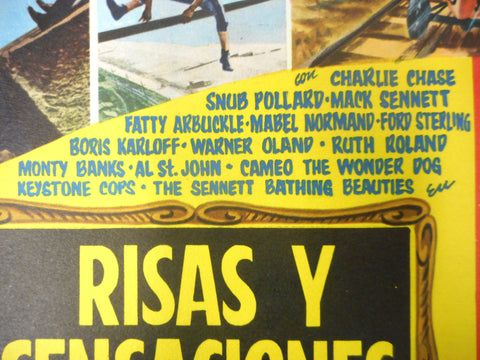 con CHARLIE CHASE
SNUB POLLARD · MACK SENNETT
FATTY ARBUCKLE · MABEL NORMAND · FORD STERLING
BORIS KARLOFF · WARNER OLAND · RUTH ROLAND
MONTY BANKS · AL ST. JOHN · CAMEO THE WONDER DOG
KEYSTONE COPS · THE SENNETT BATHING BEAUTIES En
RISAS Y
SENSACIONES